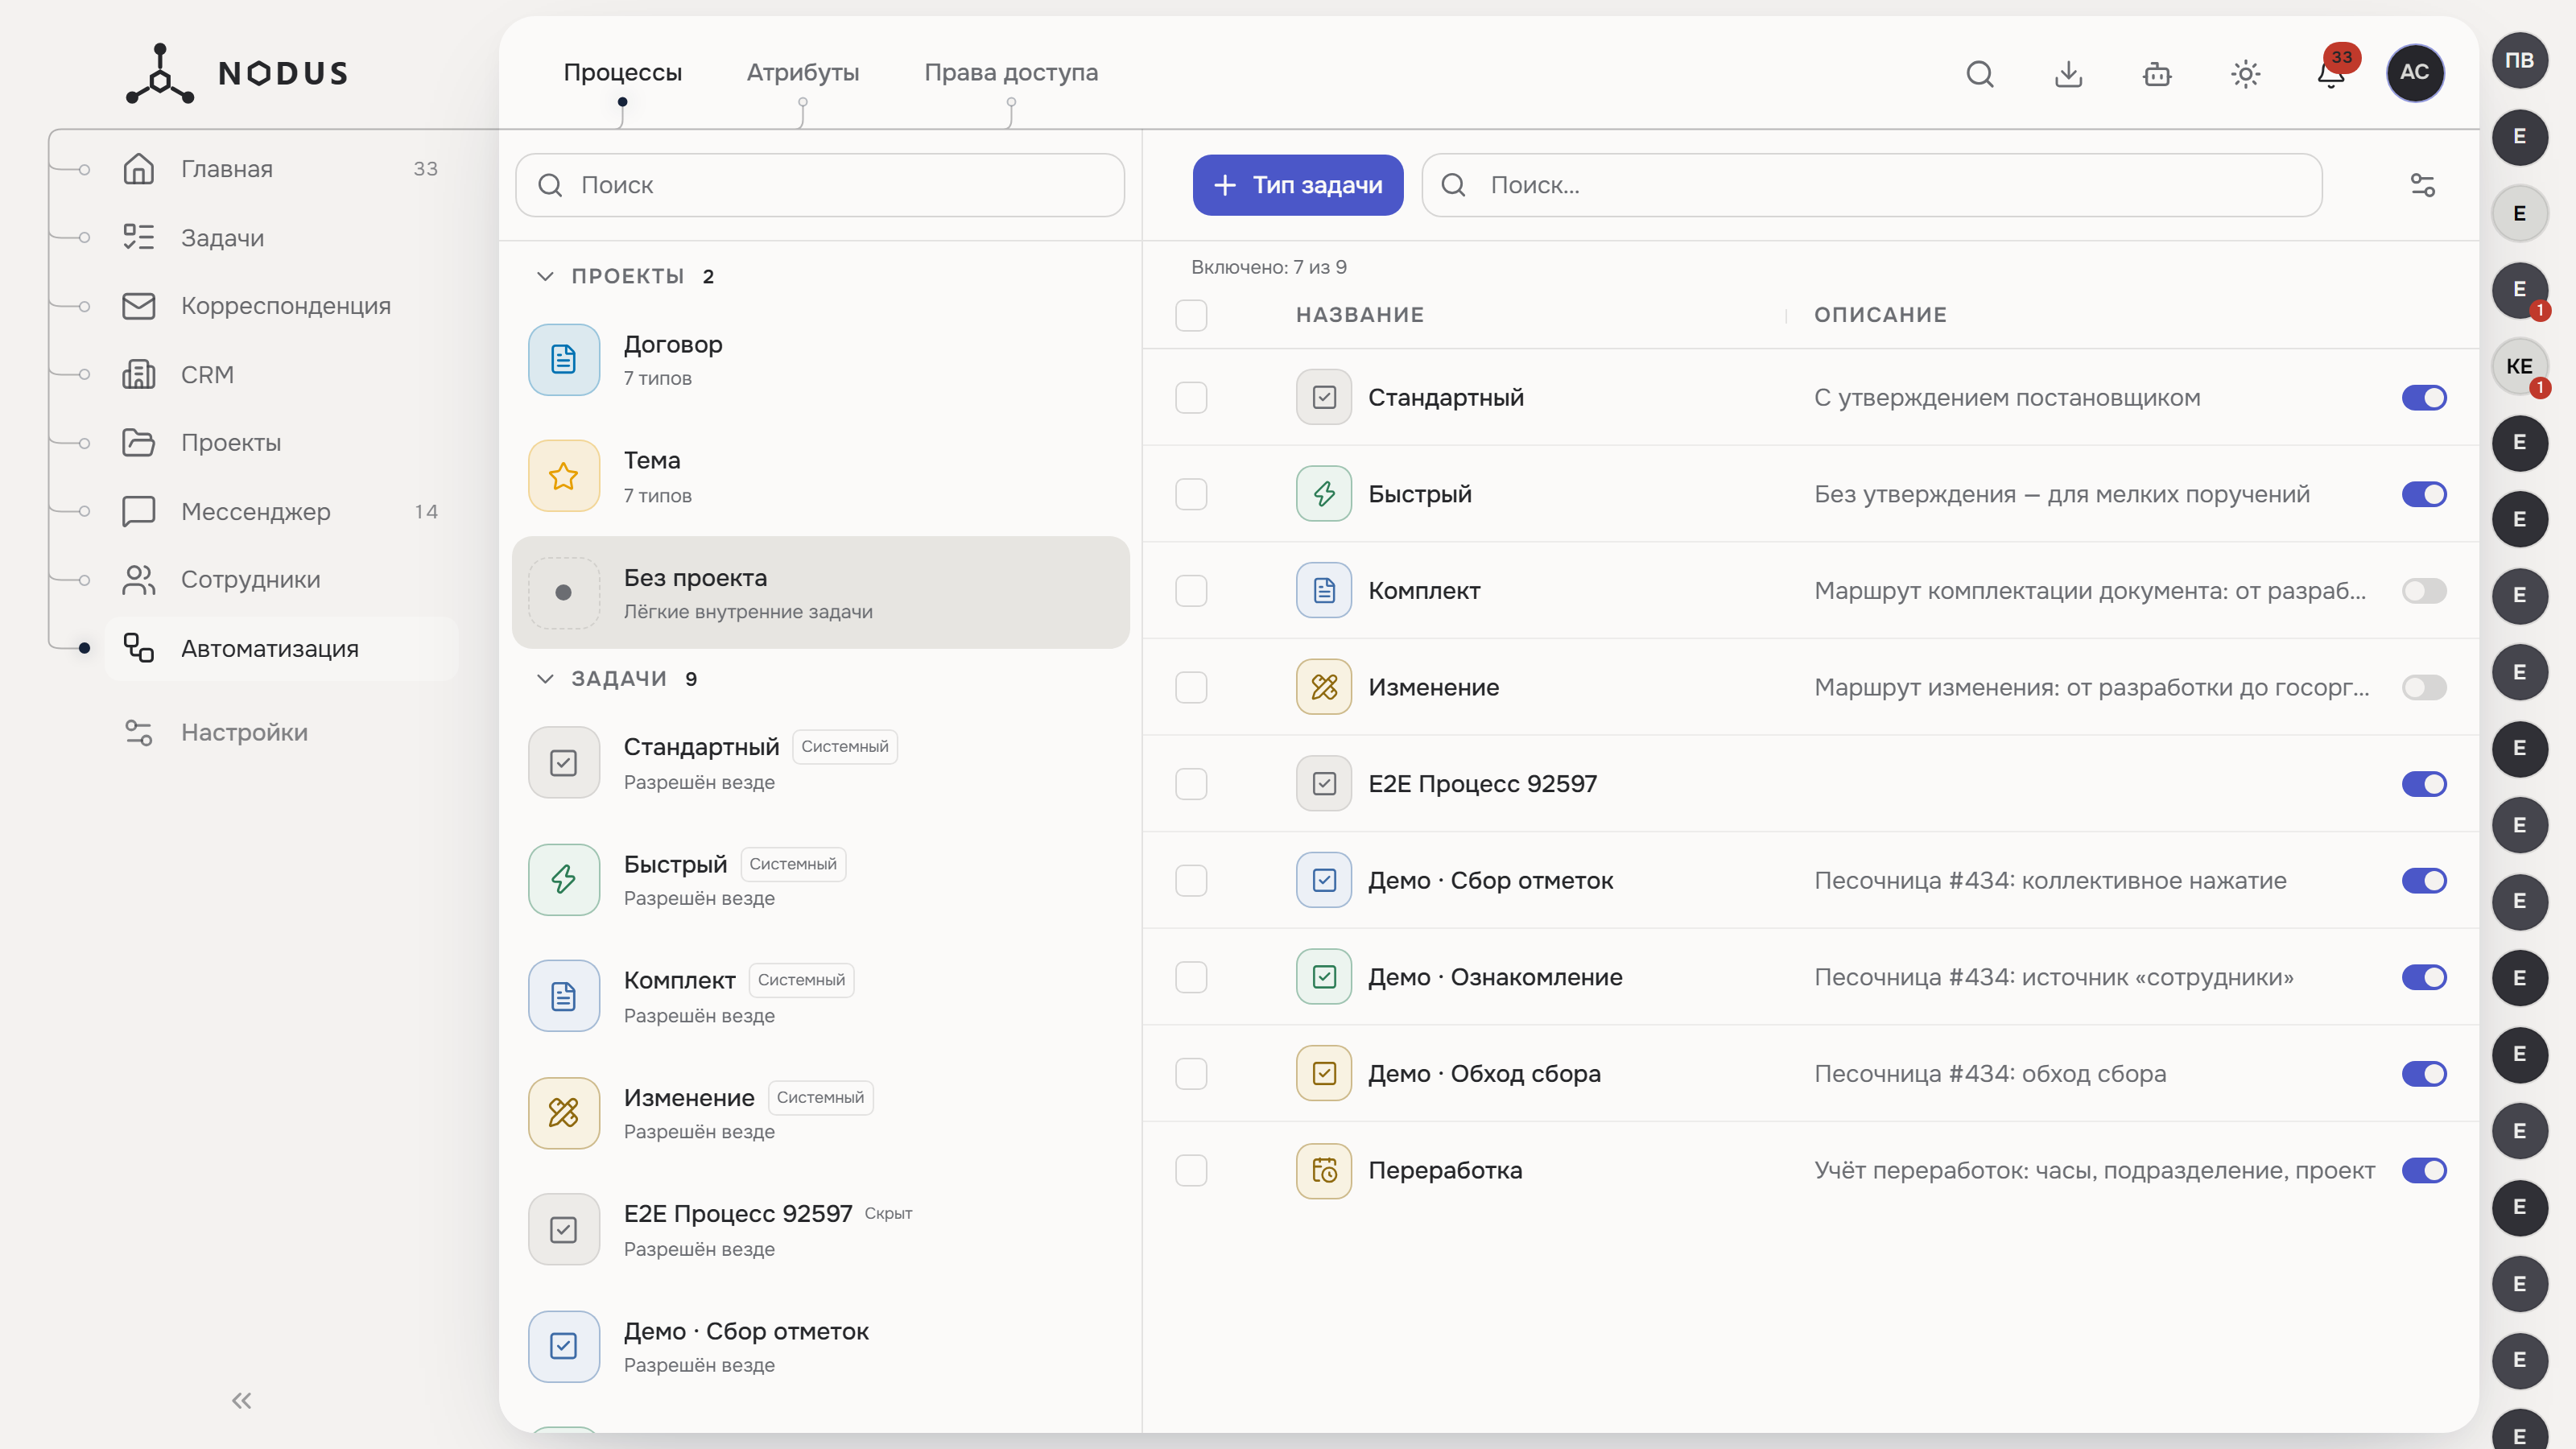 NODUS
Процессы
Атрибуты
Права доступа
33
АС
Главная
33
Задачи
Корреспонденция
CRM
Проекты
Мессенджер
14
Сотрудники
Автоматизация
Настройки
Поиск
ПРОЕКТЫ 2
Договор
7 типов
Тема
7 типов
Без проекта
Лёгкие внутренние задачи
ЗАДАЧИ 9
Стандартный Системный
Разрешён везде
Быстрый Системный
Разрешён везде
Комплект Системный
Разрешён везде
Изменение Системный
Разрешён везде
E2E Процесс 92597 Скрыт
Разрешён везде
Демо · Сбор отметок
Разрешён везде
Тип задачи
Поиск...
Включено: 7 из 9
НАЗВАНИЕ
ОПИСАНИЕ
Стандартный
С утверждением постановщиком
Быстрый
Без утверждения — для мелких поручений
Комплект
Маршрут комплектации документа: от разраб...
Изменение
Маршрут изменения: от разработки до госорг...
E2E Процесс 92597
Демо · Сбор отметок
Песочница #434: коллективное нажатие
Демо · Ознакомление
Песочница #434: источник «сотрудники»
Демо · Обход сбора
Песочница #434: обход сбора
Переработка
Учёт переработок: часы, подразделение, проект
ПВ
E
E
E
1
КЕ
1
E
E
E
E
E
E
E
E
E
E
E
E
E
E